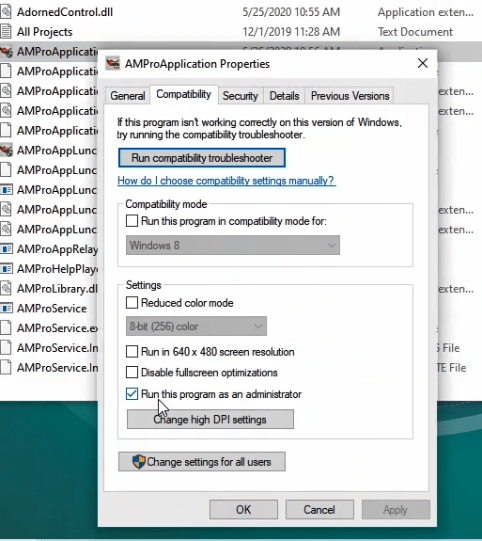 AdornedControl.dll 5/25/2020 10:55 AM Application exten...
All Projects 12/1/2019 11:28 AM Text Document
AMProApplicatio
AMProApplication Properties
AMProApplicatio
General Compatibility Security Details Previous Versions
AMProApplicatio exten...
If this program isn't working correctly on this version of Windows,
AMProApplicatio exten...
try running the compatibility troubleshooter.
AMProApplicatio
Run compatibility troubleshooter
AMProAppLunc
How do I choose compatibility settings manually?
AMProAppLunc
AMProAppLunc
Compatibility mode
AMProAppLunc exten...
Run this program in compatibility mode for:
AMProAppLunc exten...
Windows 8
AMProAppRelay
AMProHelpPlaye
Settings
AMProLibrary.dl exten...
Reduced color mode
AMProService
8-bit (256) color
AMProService.ex
AMProService.In File
Run in 640 x 480 screen resolution
AMProService.In TE File
Disable fullscreen optimizations
Run this program as an administrator
Change high DPI settings
Change settings for all users
OK Cancel Apply